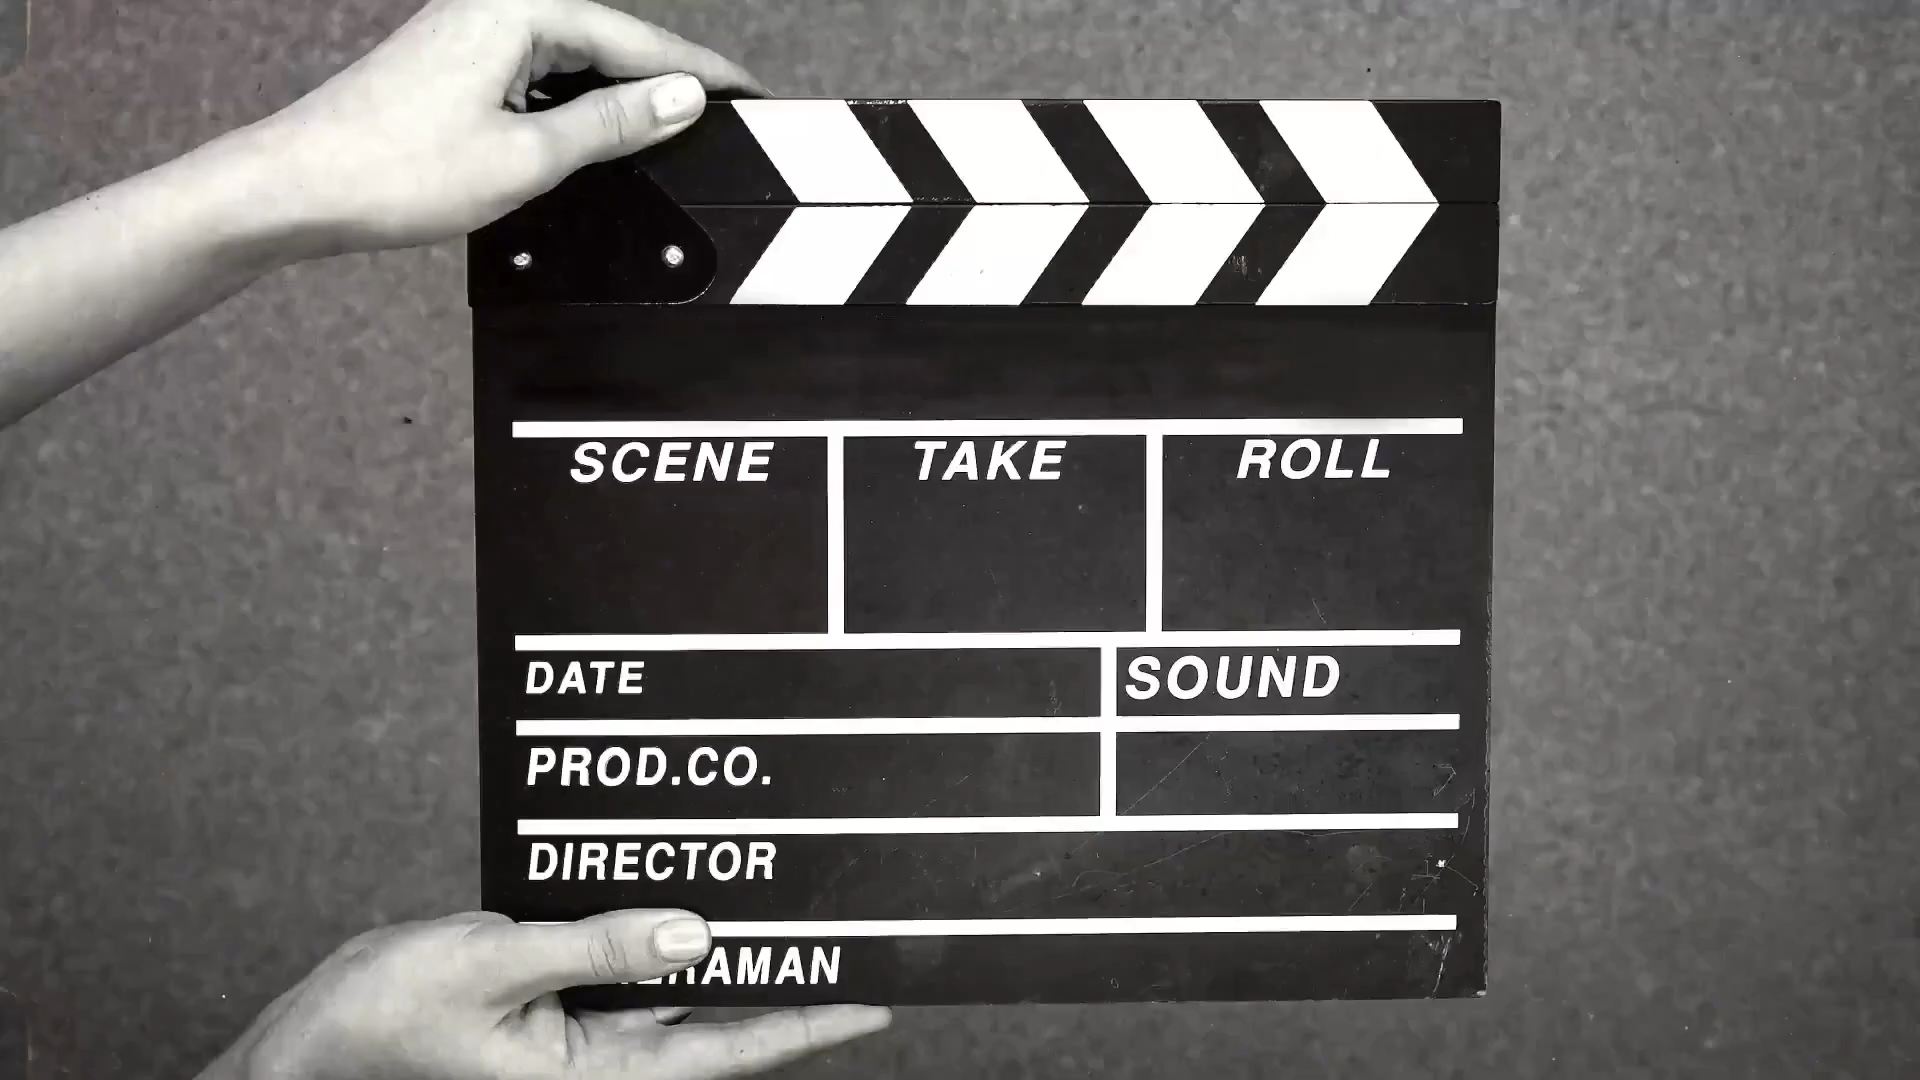 SCENE TAKE ROLL
DATE SOUND
PROD.CO.
DIRECTOR